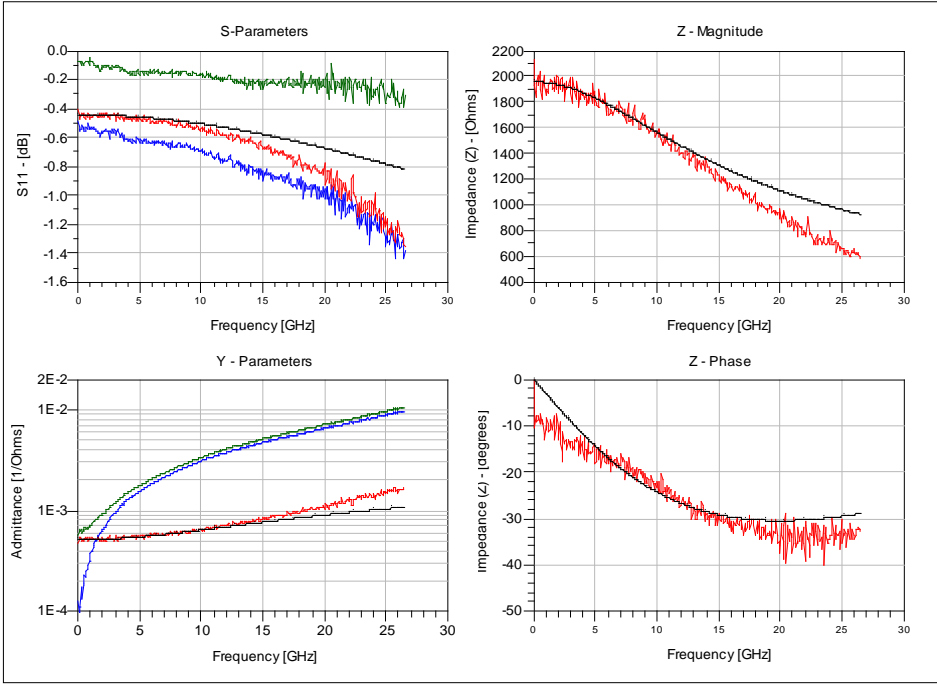 S-Parameters
0.0
-0.2
-0.4
-0.6
-0.8
-1.0
-1.2
-1.4
-1.6
S11 - [dB]
0 5 10 15 20 25 30
Frequency [GHz]
Z - Magnitude
2200
2000
1800
1600
1400
1200
1000
800
600
400
Impedance (Z) - [Ohms]
0 5 10 15 20 25 30
Frequency [GHz]
Y - Parameters
2E-2
1E-2
1E-3
1E-4
Admittance [1/Ohms]
0 5 10 15 20 25 30
Frequency [GHz]
Z - Phase
0
-10
-20
-30
-40
-50
Impedance (Z) - [degrees]
0 5 10 15 20 25 30
Frequency [GHz]